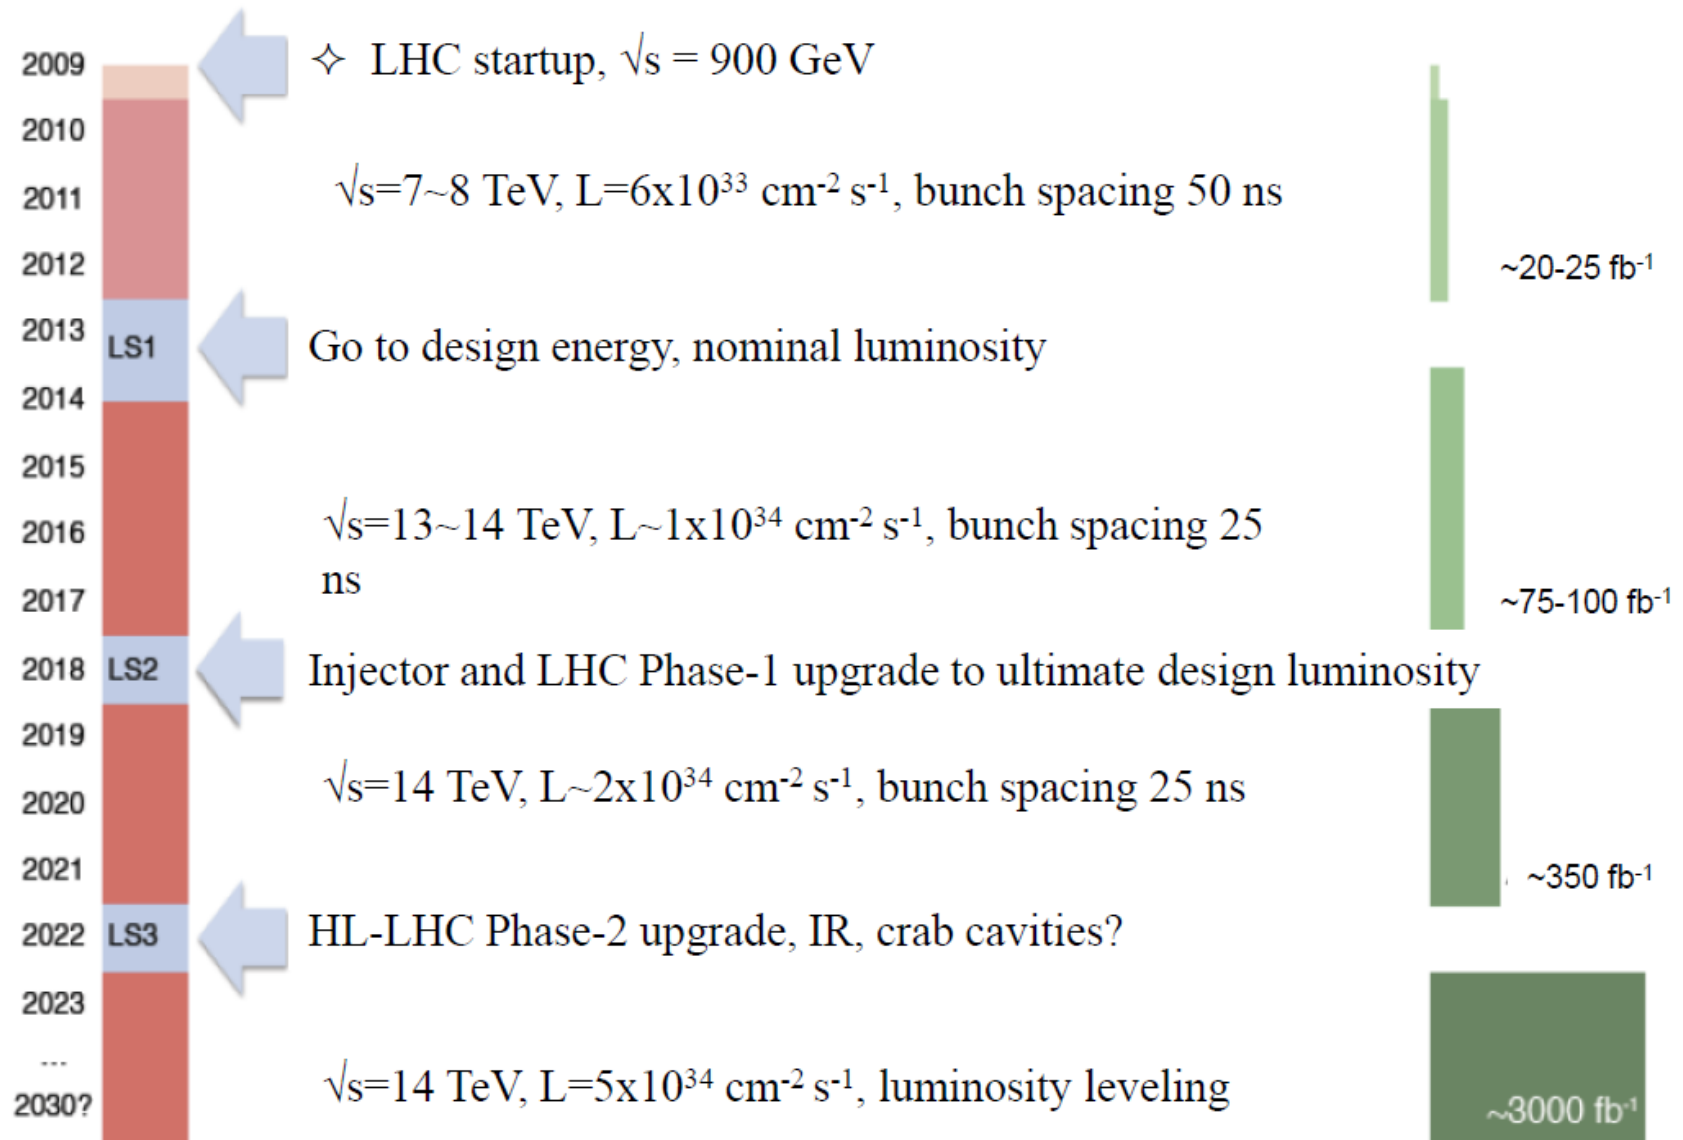 2009
✧ LHC startup, √s = 900 GeV
2010
2011
√s=7~8 TeV, L=6x10³³ cm⁻² s⁻¹, bunch spacing 50 ns
2012
~20-25 fb⁻¹
2013
LS1
Go to design energy, nominal luminosity
2014
2015
2016
√s=13~14 TeV, L~1x10³⁴ cm⁻² s⁻¹, bunch spacing 25
ns
2017
~75-100 fb⁻¹
2018
LS2
Injector and LHC Phase-1 upgrade to ultimate design luminosity
2019
2020
√s=14 TeV, L~2x10³⁴ cm⁻² s⁻¹, bunch spacing 25 ns
2021
~350 fb⁻¹
2022
LS3
HL-LHC Phase-2 upgrade, IR, crab cavities?
2023
...
2030?
√s=14 TeV, L=5x10³⁴ cm⁻² s⁻¹, luminosity leveling
~3000 fb⁻¹